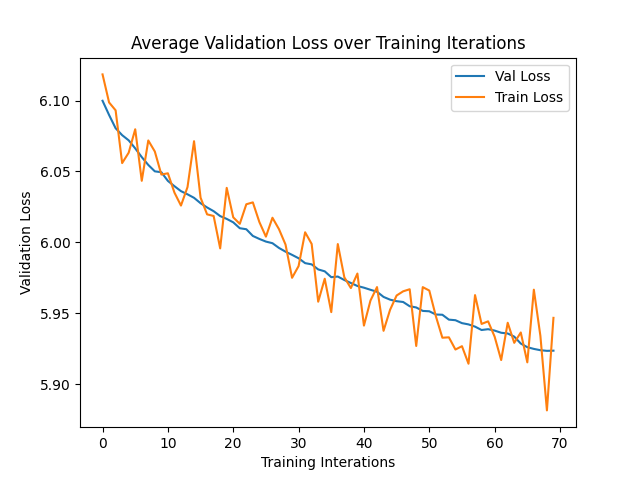 Average Validation Loss over Training Iterations
Val Loss
Train Loss
Validation Loss
6.10
6.05
6.00
5.95
5.90
0 10 20 30 40 50 60 70
Training Interations